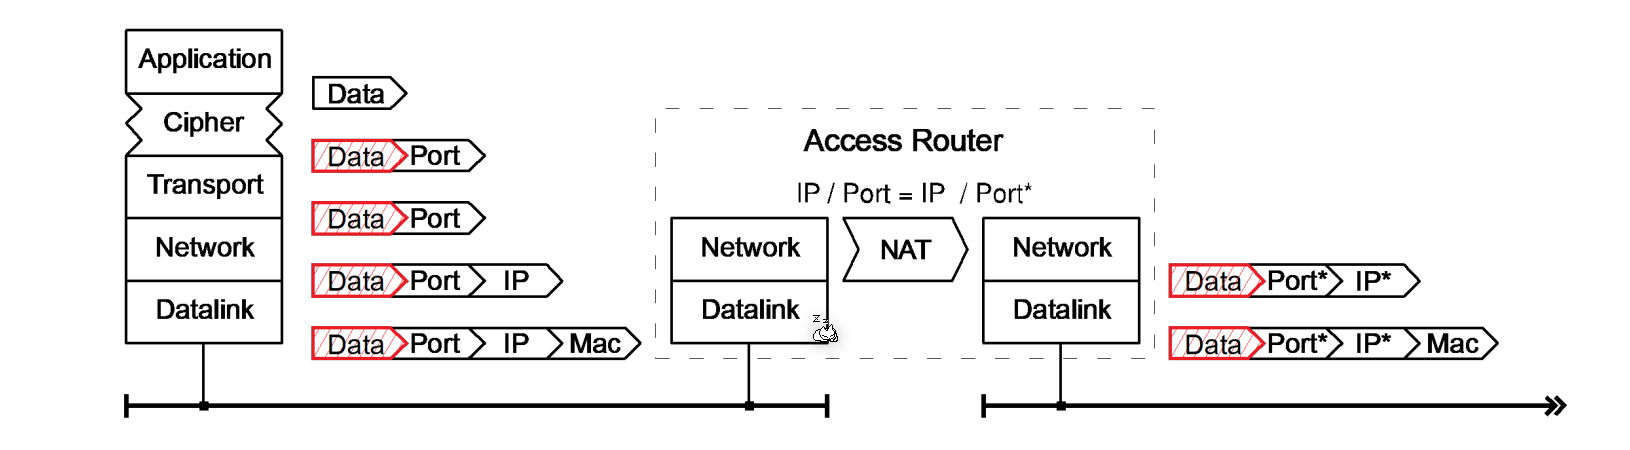 Application
Cipher
Transport
Network
Datalink
Data
Data Port
Data Port
Data Port IP
Data Port IP Mac
Access Router
IP / Port = IP / Port*
Network
Datalink
zz
NAT
Network
Datalink
Data Port* IP*
Data Port* IP* Mac